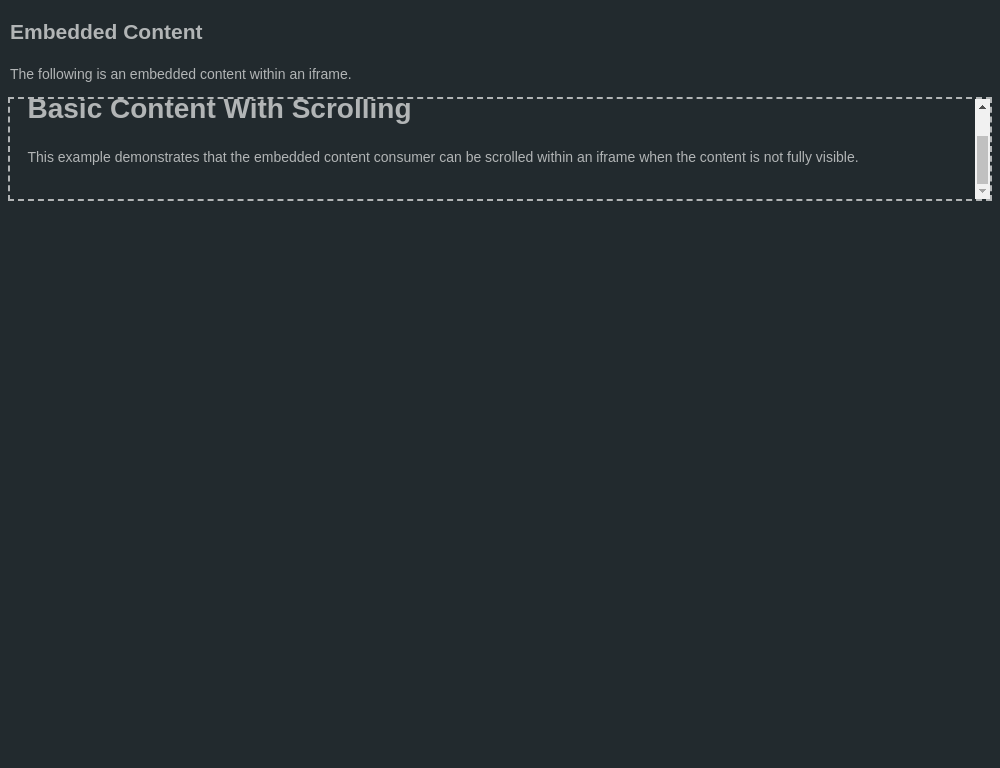 Embedded Content
The following is an embedded content within an iframe.
Basic Content With Scrolling
This example demonstrates that the embedded content consumer can be scrolled within an iframe when the content is not fully visible.